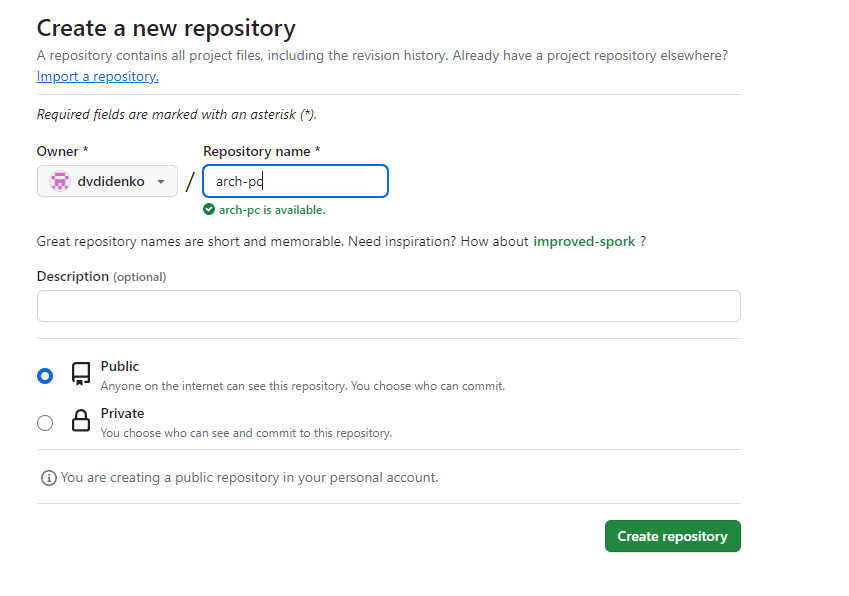 Create a new repository
A repository contains all project files, including the revision history. Already have a project repository elsewhere?
Import a repository.
Required fields are marked with an asterisk (*).
Owner * Repository name *
dvdidenko / arch-pc
arch-pc is available.
Great repository names are short and memorable. Need inspiration? How about improved-spork ?
Description (optional)
Public
Anyone on the internet can see this repository. You choose who can commit.
Private
You choose who can see and commit to this repository.
You are creating a public repository in your personal account.
Create repository